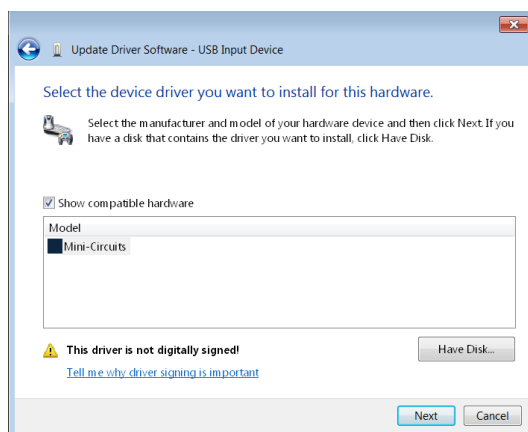 Update Driver Software - USB Input Device
Select the device driver you want to install for this hardware.
Select the manufacturer and model of your hardware device and then click Next. If you
have a disk that contains the driver you want to install, click Have Disk.
Show compatible hardware
Model
Mini-Circuits
This driver is not digitally signed!
Have Disk...
Tell me why driver signing is important
Next
Cancel